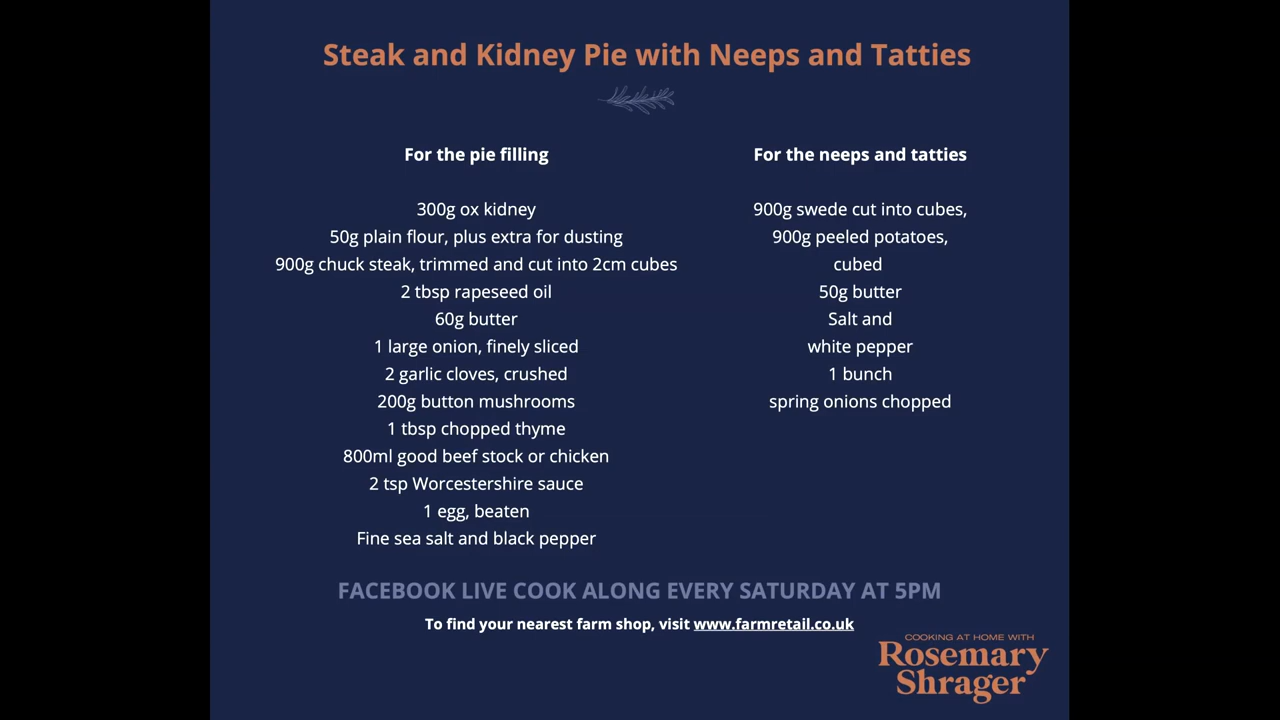 Steak and Kidney Pie with Neeps and Tatties
For the pie filling
300g ox kidney
50g plain flour, plus extra for dusting
900g chuck steak, trimmed and cut into 2cm cubes
2 tbsp rapeseed oil
60g butter
1 large onion, finely sliced
2 garlic cloves, crushed
200g button mushrooms
1 tbsp chopped thyme
800ml good beef stock or chicken
2 tsp Worcestershire sauce
1 egg, beaten
Fine sea salt and black pepper
For the neeps and tatties
900g swede cut into cubes,
900g peeled potatoes,
cubed
50g butter
Salt and
white pepper
1 bunch
spring onions chopped
FACEBOOK LIVE COOK ALONG EVERY SATURDAY AT 5PM
To find your nearest farm shop, visit www.farmretail.co.uk
COOKING AT HOME WITH
Rosemary
Shrager